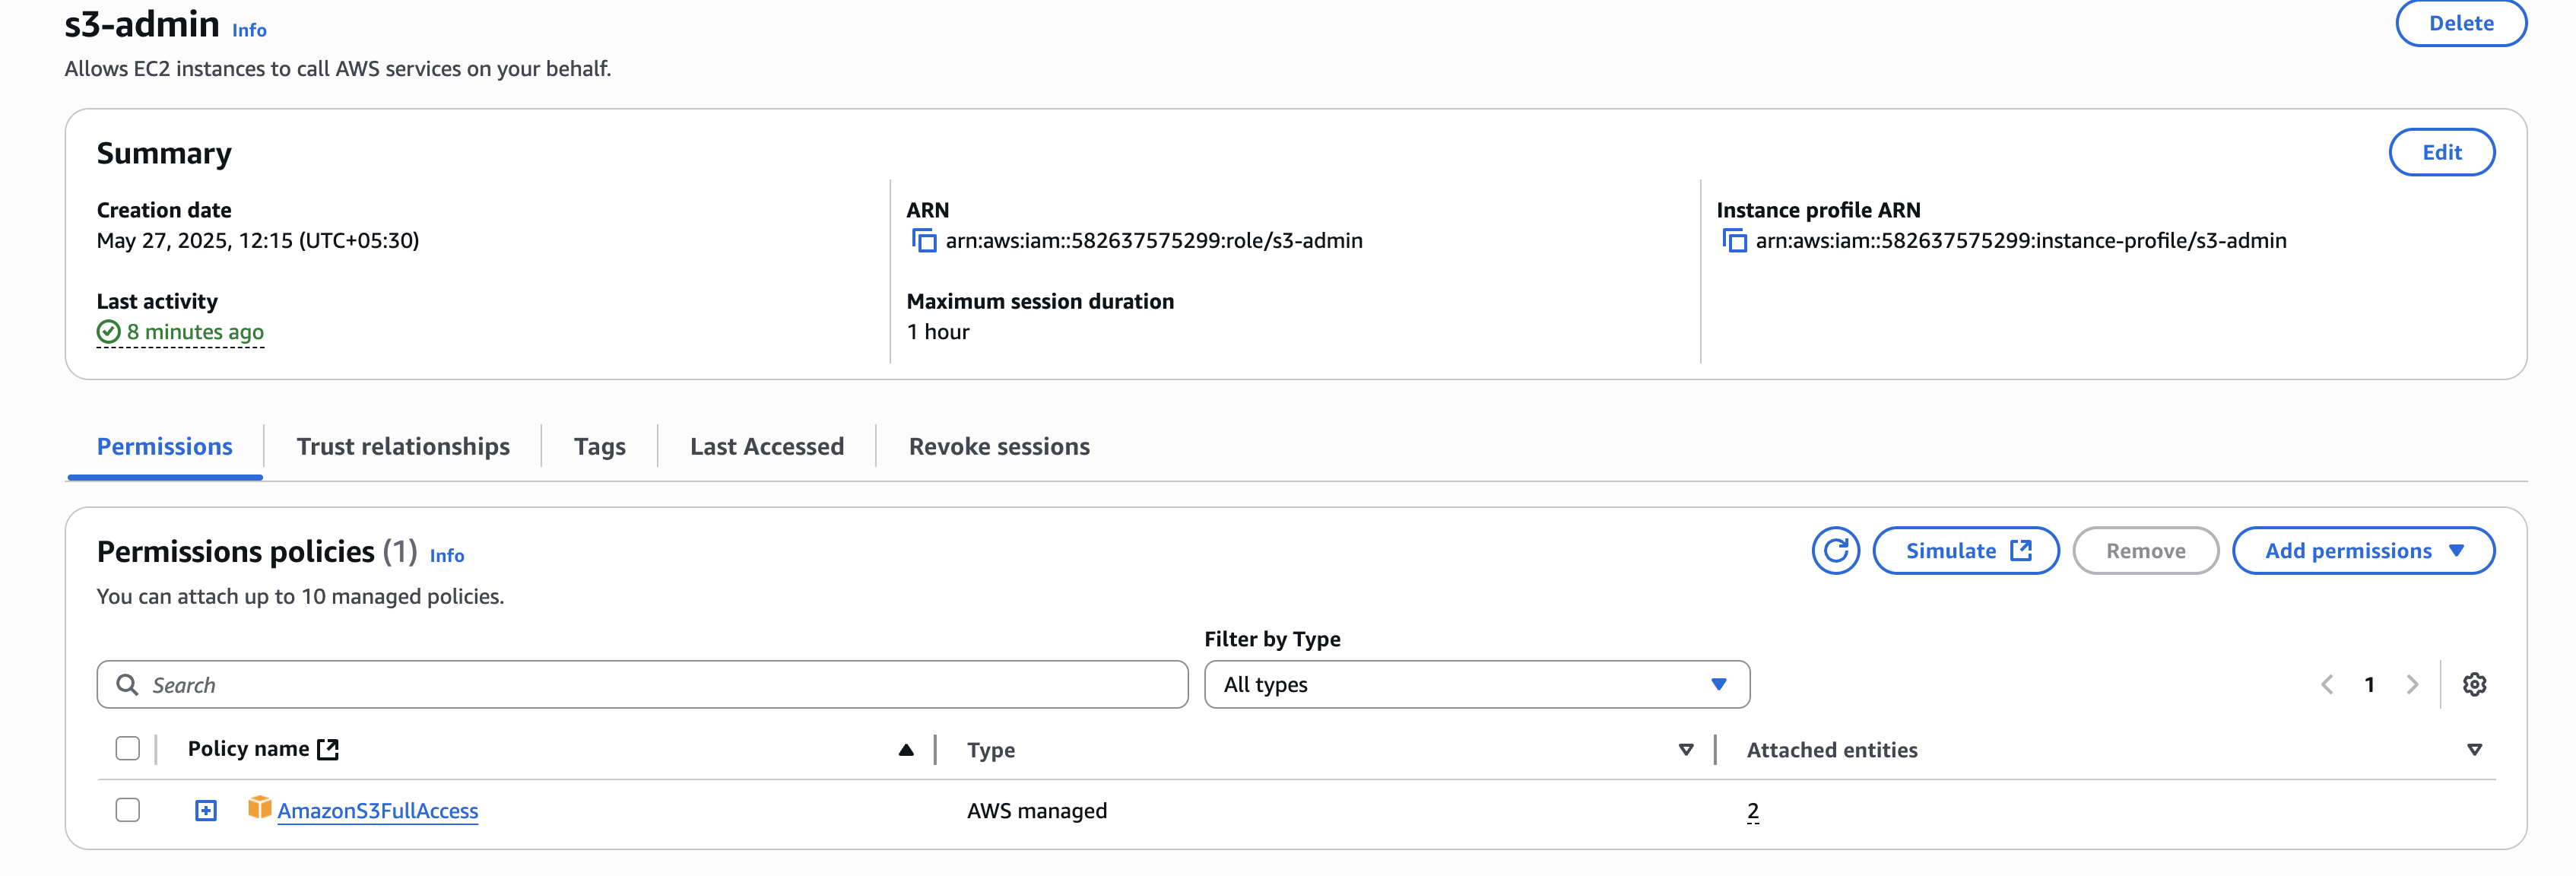 s3-admin Info
Delete
Allows EC2 instances to call AWS services on your behalf.
Summary
Edit
Creation date
May 27, 2025, 12:15 (UTC+05:30)
ARN
arn:aws:iam::582637575299:role/s3-admin
Instance profile ARN
arn:aws:iam::582637575299:instance-profile/s3-admin
Last activity
8 minutes ago
Maximum session duration
1 hour
Permissions
Trust relationships
Tags
Last Accessed
Revoke sessions
Permissions policies (1) Info
Simulate
Remove
Add permissions
You can attach up to 10 managed policies.
Filter by Type
Search
All types
1
Policy name
Type
Attached entities
AmazonS3FullAccess
AWS managed
2